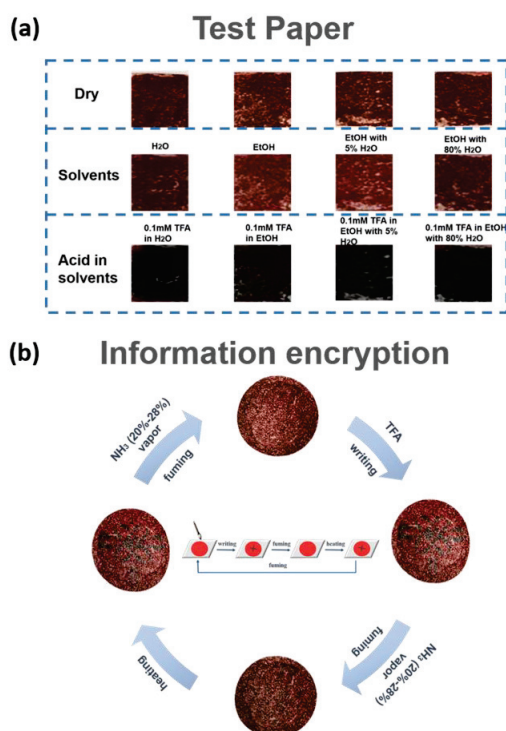 (a)
Test Paper
Dry
H2O
EtOH
EtOH with
5% H2O
EtOH with
80% H2O
Solvents
0.1mM TFA
in H2O
0.1mM TFA
in EtOH
0.1mM TFA in
EtOH with 5%
H2O
0.1mM TFA in EtOH
with 80% H2O
Acid in
solvents
(b)
Information encryption
NH3 (20%-28%)
vapor
fuming
TFA
writing
writing
fuming
heating
fuming
NH3 (20%-28%)
vapor
fuming
heating